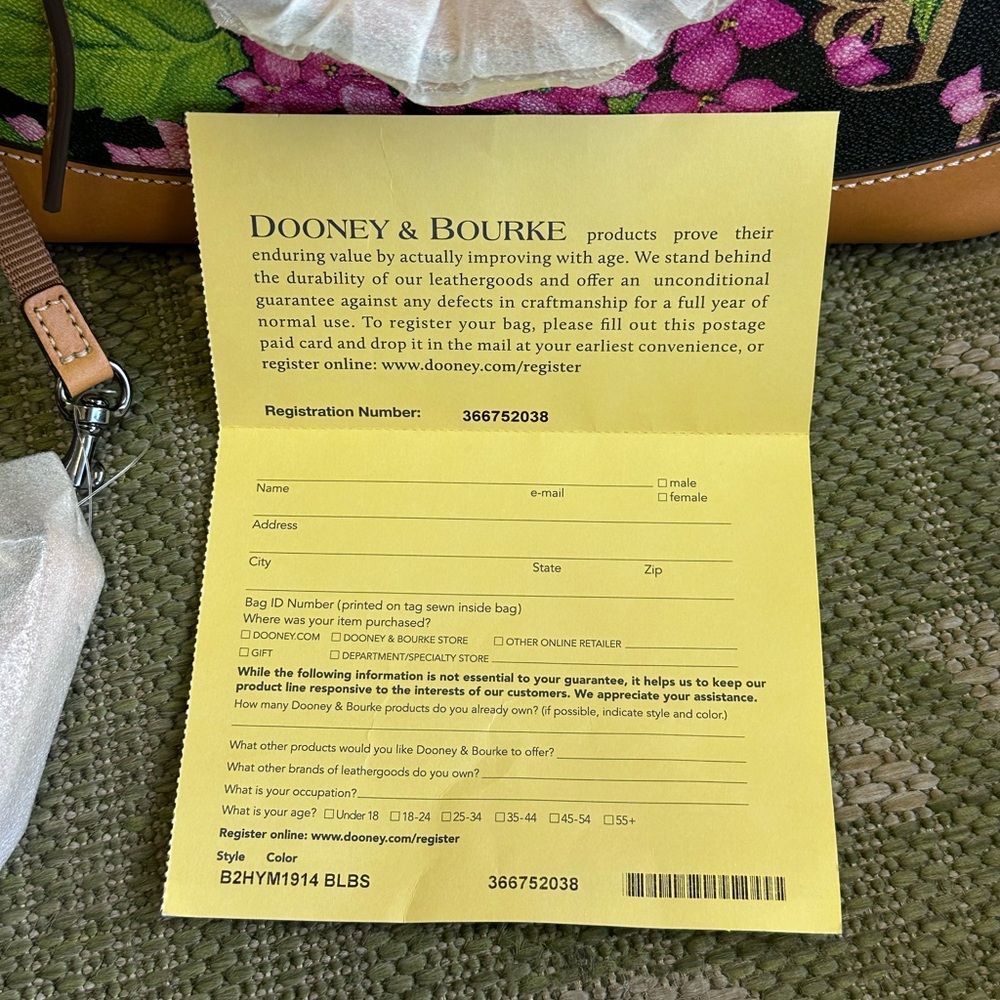 DOONEY & BOURKE products prove their
enduring value by actually improving with age. We stand behind
the durability of our leathergoods and offer an unconditional
guarantee against any defects in craftmanship for a full year of
normal use. To register your bag, please fill out this postage
paid card and drop it in the mail at your earliest convenience, or
register online: www.dooney.com/register
Registration Number: 366752038
Name e-mail ☐ male
☐ female
Address
City State Zip
Bag ID Number (printed on tag sewn inside bag)
Where was your item purchased?
☐ DOONEY.COM ☐ DOONEY & BOURKE STORE ☐ OTHER ONLINE RETAILER
☐ GIFT ☐ DEPARTMENT/SPECIALTY STORE
While the following information is not essential to your guarantee, it helps us to keep our
product line responsive to the interests of our customers. We appreciate your assistance.
How many Dooney & Bourke products do you already own? (if possible, indicate style and color.)
What other products would you like Dooney & Bourke to offer?
What other brands of leathergoods do you own?
What is your occupation?
What is your age? ☐ Under 18 ☐ 18-24 ☐ 25-34 ☐ 35-44 ☐ 45-54 ☐ 55+
Register online: www.dooney.com/register
Style Color
B2HYM1914 BLBS 366752038